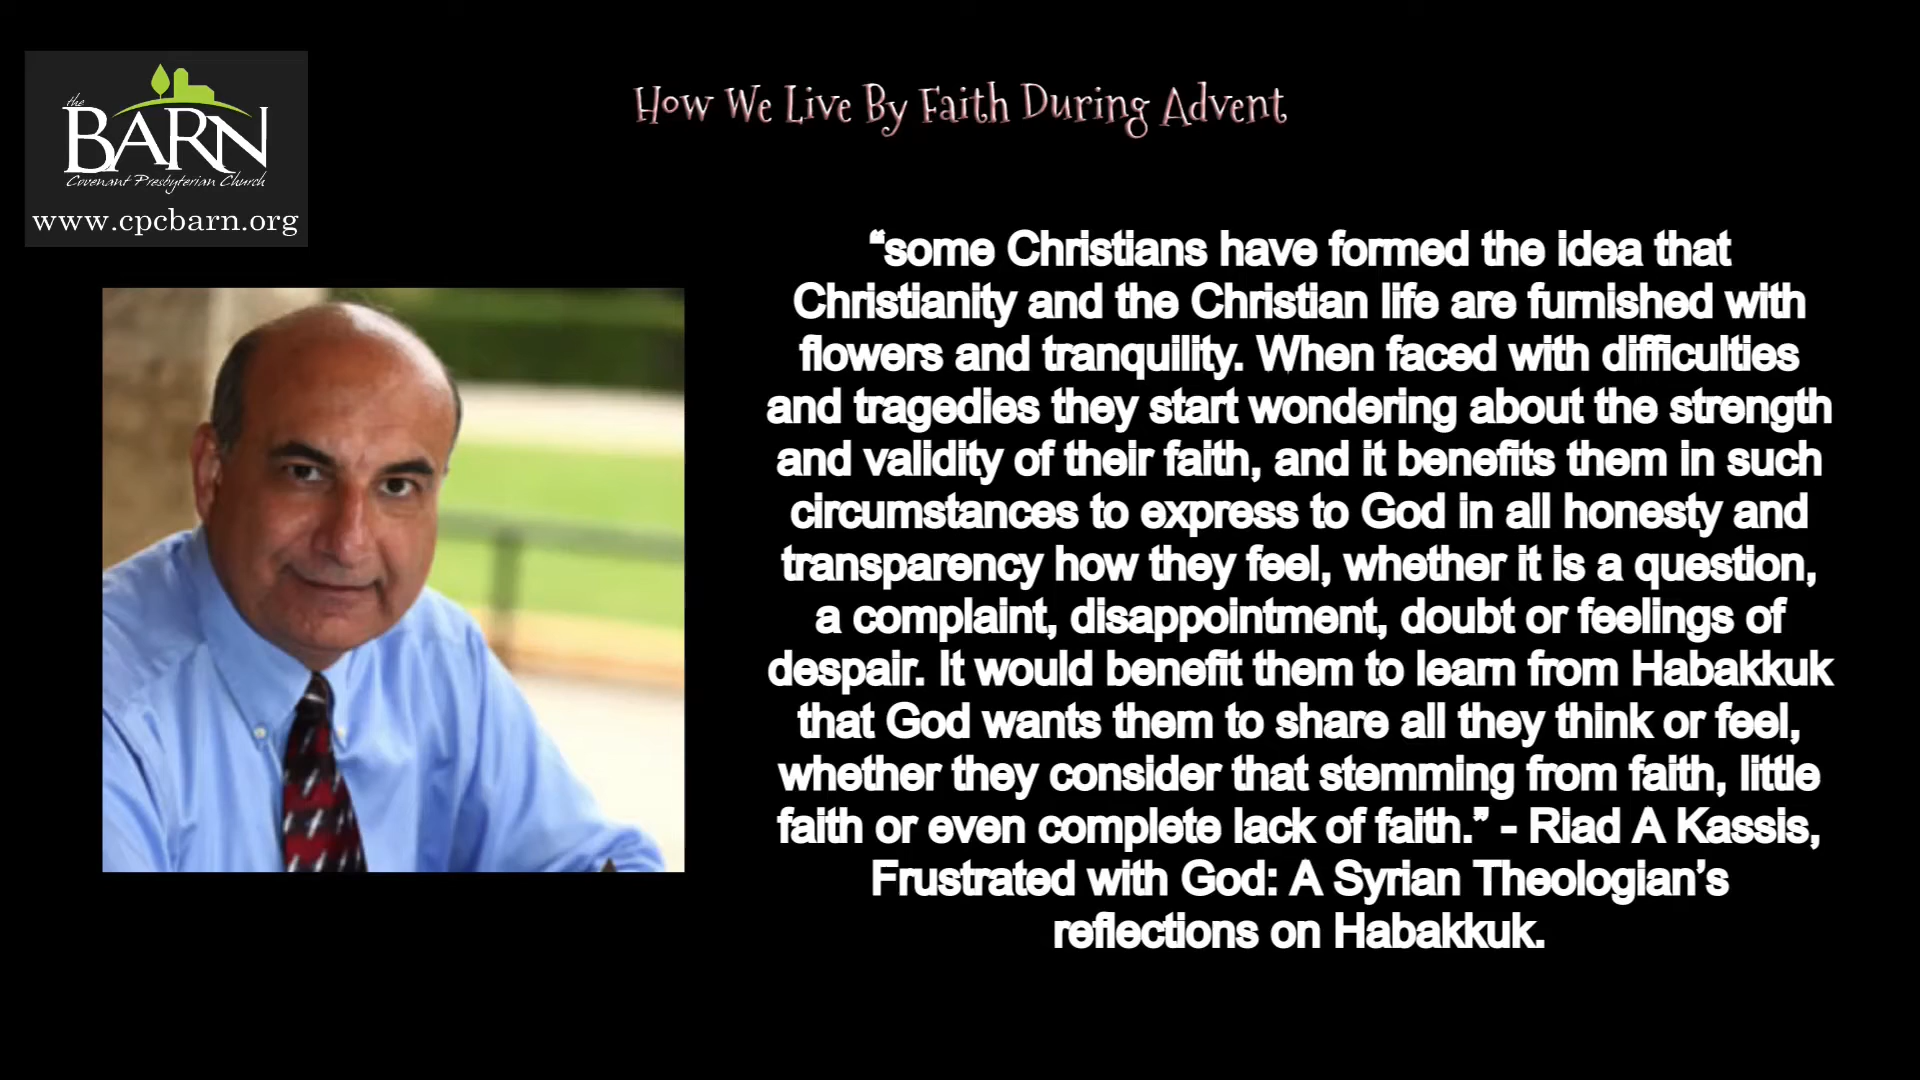 the
BARN
Covenant Presbyterian Church
www.cpcbarn.org
How We Live By Faith During Advent
“some Christians have formed the idea that
Christianity and the Christian life are furnished with
flowers and tranquility. When faced with difficulties
and tragedies they start wondering about the strength
and validity of their faith, and it benefits them in such
circumstances to express to God in all honesty and
transparency how they feel, whether it is a question,
a complaint, disappointment, doubt or feelings of
despair. It would benefit them to learn from Habakkuk
that God wants them to share all they think or feel,
whether they consider that stemming from faith, little
faith or even complete lack of faith.” - Riad A Kassis,
Frustrated with God: A Syrian Theologian’s
reflections on Habakkuk.